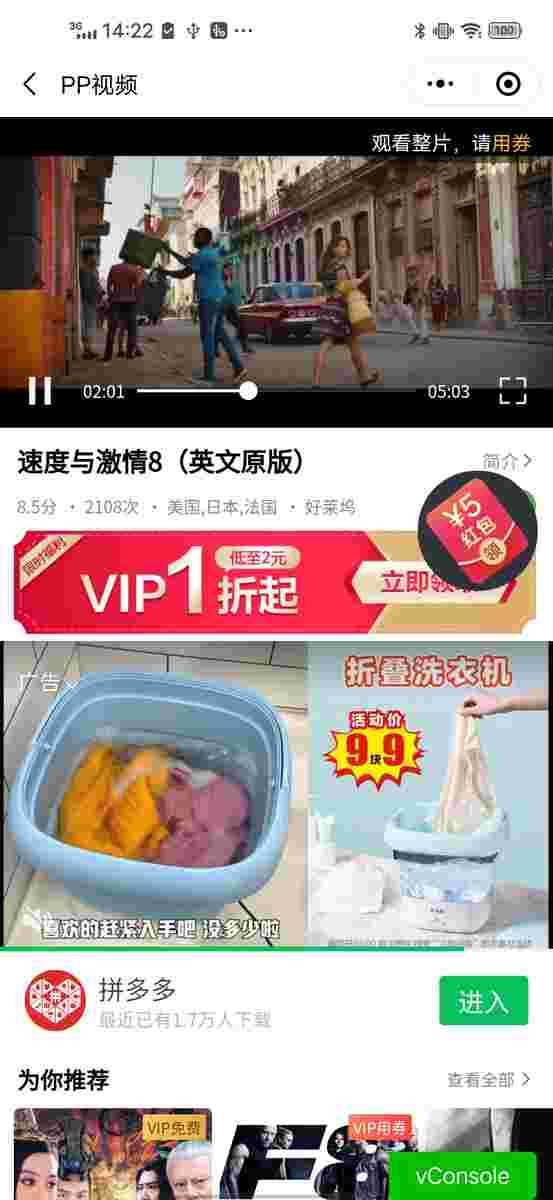 3G 14:22
100
PP视频
观看整片，请用券
02:01
05:03
速度与激情8（英文原版）
简介
8.5分 · 2108次 · 美国,日本,法国 · 好莱坞
¥5
红包
领
限时福利
VIP1折起
低至2元
立即领
广告
折叠洗衣机
活动价
9块9
喜欢的赶紧入手吧 没多少啦
拼
拼多多
最近已有1.7万人下载
进入
为你推荐
查看全部
VIP免费
VIP用券
F8
vConsole